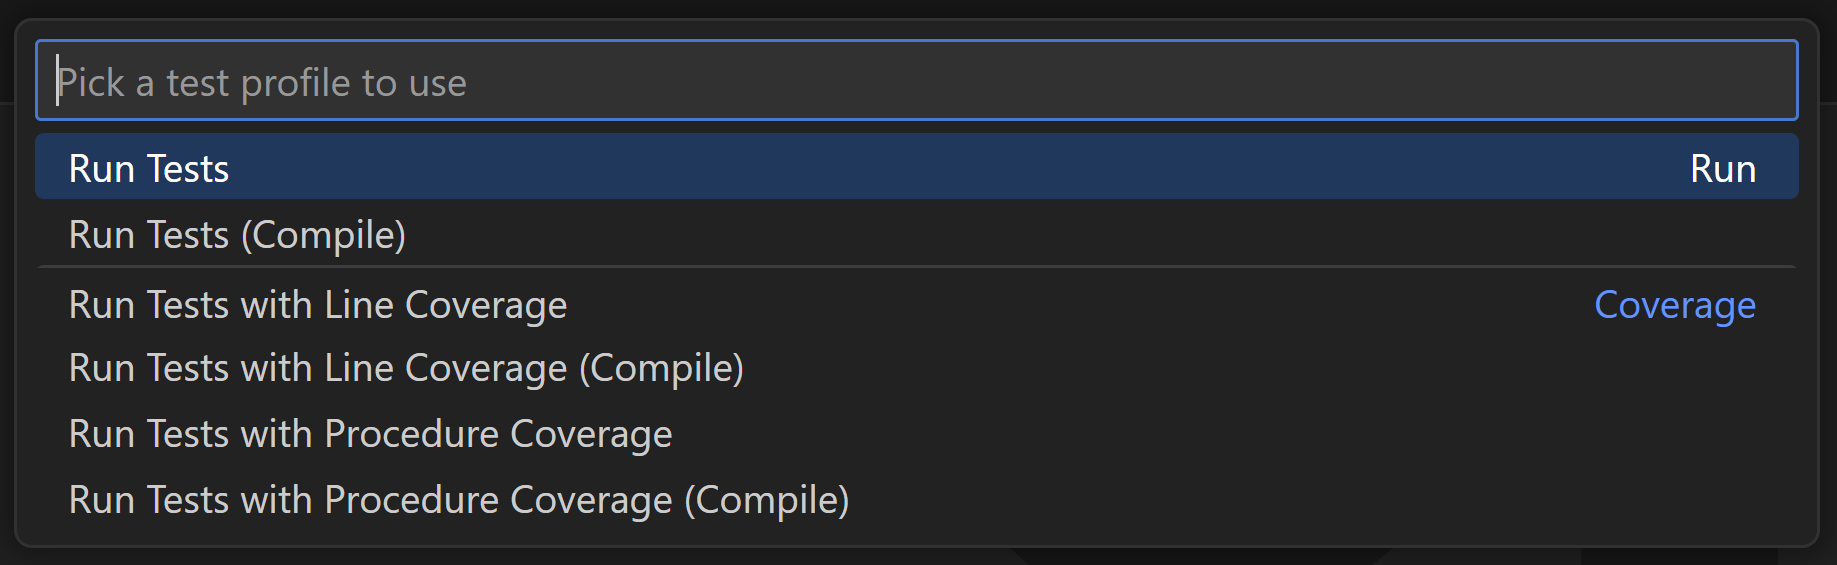 Pick a test profile to use
Run Tests Run
Run Tests (Compile)
Run Tests with Line Coverage Coverage
Run Tests with Line Coverage (Compile)
Run Tests with Procedure Coverage
Run Tests with Procedure Coverage (Compile)